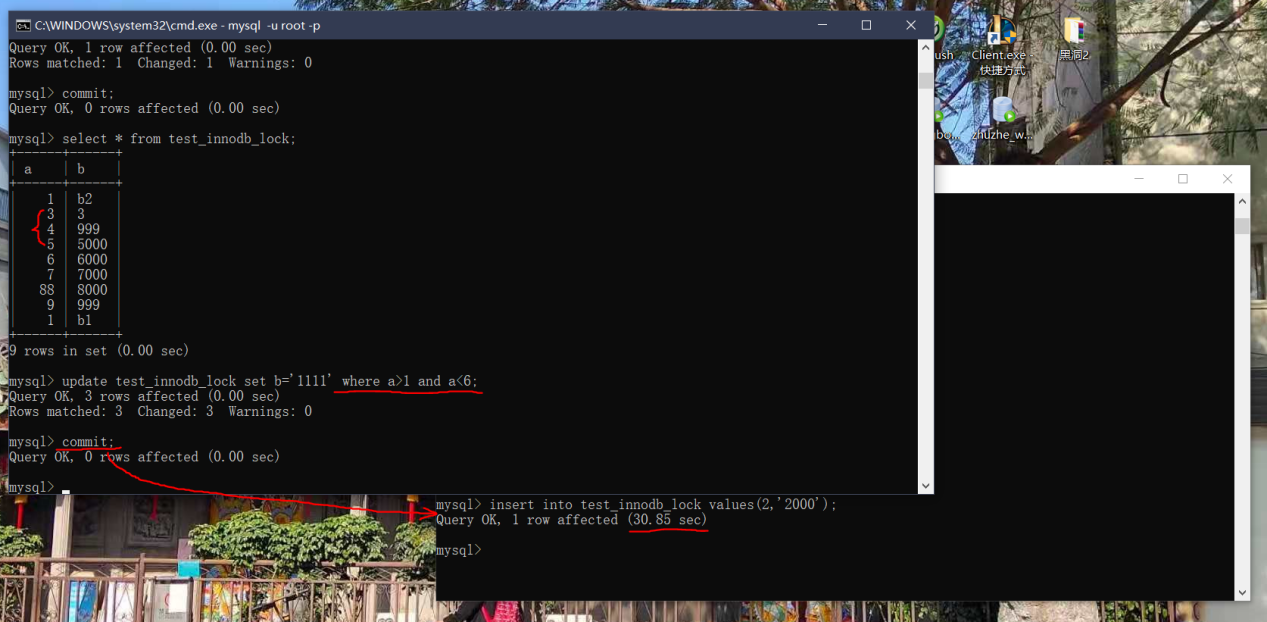 C:\WINDOWS\system32\cmd.exe - mysql  -u root -p
Query OK, 1 row affected (0.00 sec)
Rows matched: 1  Changed: 1  Warnings: 0
mysql> commit;
Query OK, 0 rows affected (0.00 sec)
mysql> select * from test_innodb_lock;
+------+------+
| a    | b    |
+------+------+
|    1 | b2   |
|    3 | 3    |
|    4 | 999  |
|    5 | 5000 |
|    6 | 6000 |
|    7 | 7000 |
|   88 | 8000 |
|    9 | 999  |
|    1 | b1   |
+------+------+
9 rows in set (0.00 sec)
mysql> update test_innodb_lock set b='1111' where a>1 and a<6;
Query OK, 3 rows affected (0.00 sec)
Rows matched: 3  Changed: 3  Warnings: 0
mysql> commit;
Query OK, 0 rows affected (0.00 sec)
mysql>
ush
Client.exe -
快捷方式
黑洞2
zhuzhe_w...
mysql> insert into test_innodb_lock values(2,'2000');
Query OK, 1 row affected (30.85 sec)
mysql>